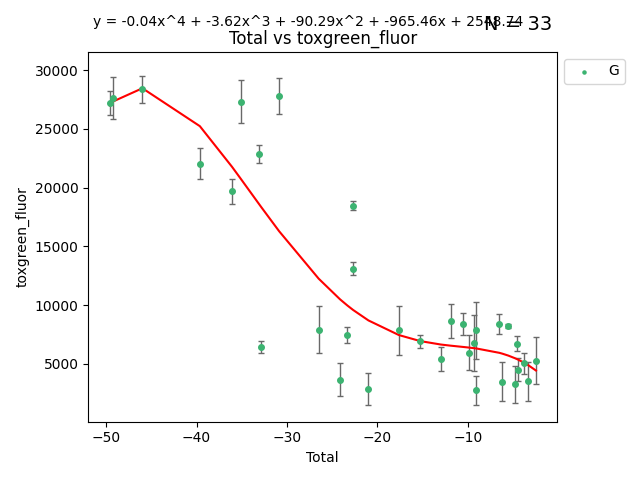 y = -0.04x^4 + -3.62x^3 + -90.29x^2 + -965.46x + 2548.74
N = 33
Total vs toxgreen_fluor
G
30000
25000
20000
15000
10000
5000
toxgreen_fluor
−50
−40
−30
−20
−10
Total